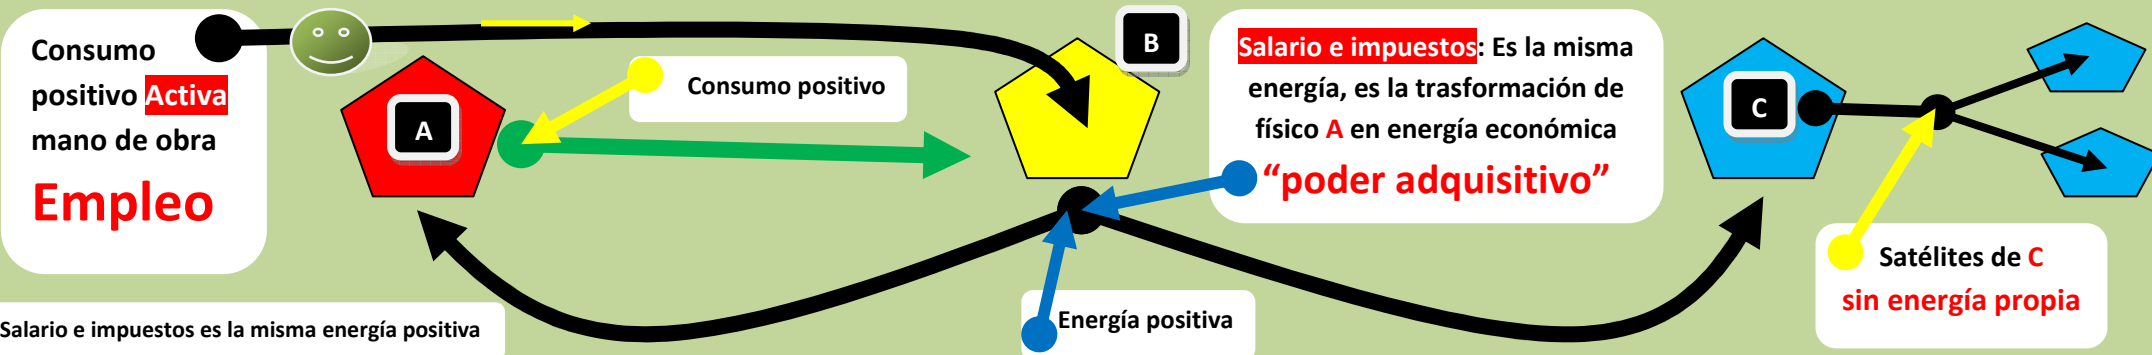 Consumo
positivo Activa
mano de obra
Empleo
A
Consumo positivo
B
Salario e impuestos: Es la misma
energía, es la trasformación de
físico A en energía económica
“poder adquisitivo”
C
Satélites de C
sin energía propia
Salario e impuestos es la misma energía positiva
Energía positiva